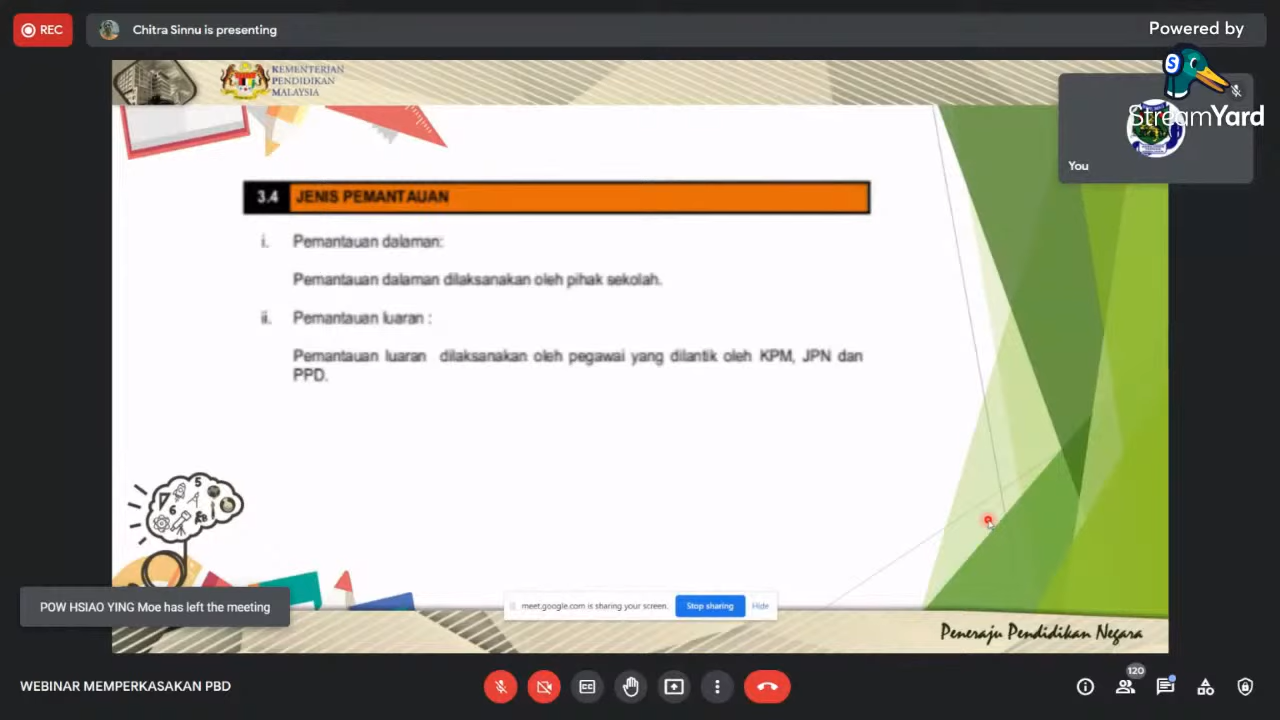 REC
Chitra Sinnu is presenting
Powered by
StreamYard
KEMENTERIAN
PENDIDIKAN
MALAYSIA
You
3.4 JENIS PEMANTAUAN
i. Pemantauan dalaman:
Pemantauan dalaman dilaksanakan oleh pihak sekolah.
ii. Pemantauan luaran :
Pemantauan luaran dilaksanakan oleh pegawai yang dilantik oleh KPM, JPN dan
PPD.
POW HSIAO YING Moe has left the meeting
meet.google.com is sharing your screen. Stop sharing Hide
Peneraju Pendidikan Negara
WEBINAR MEMPERKASAKAN PBD
120